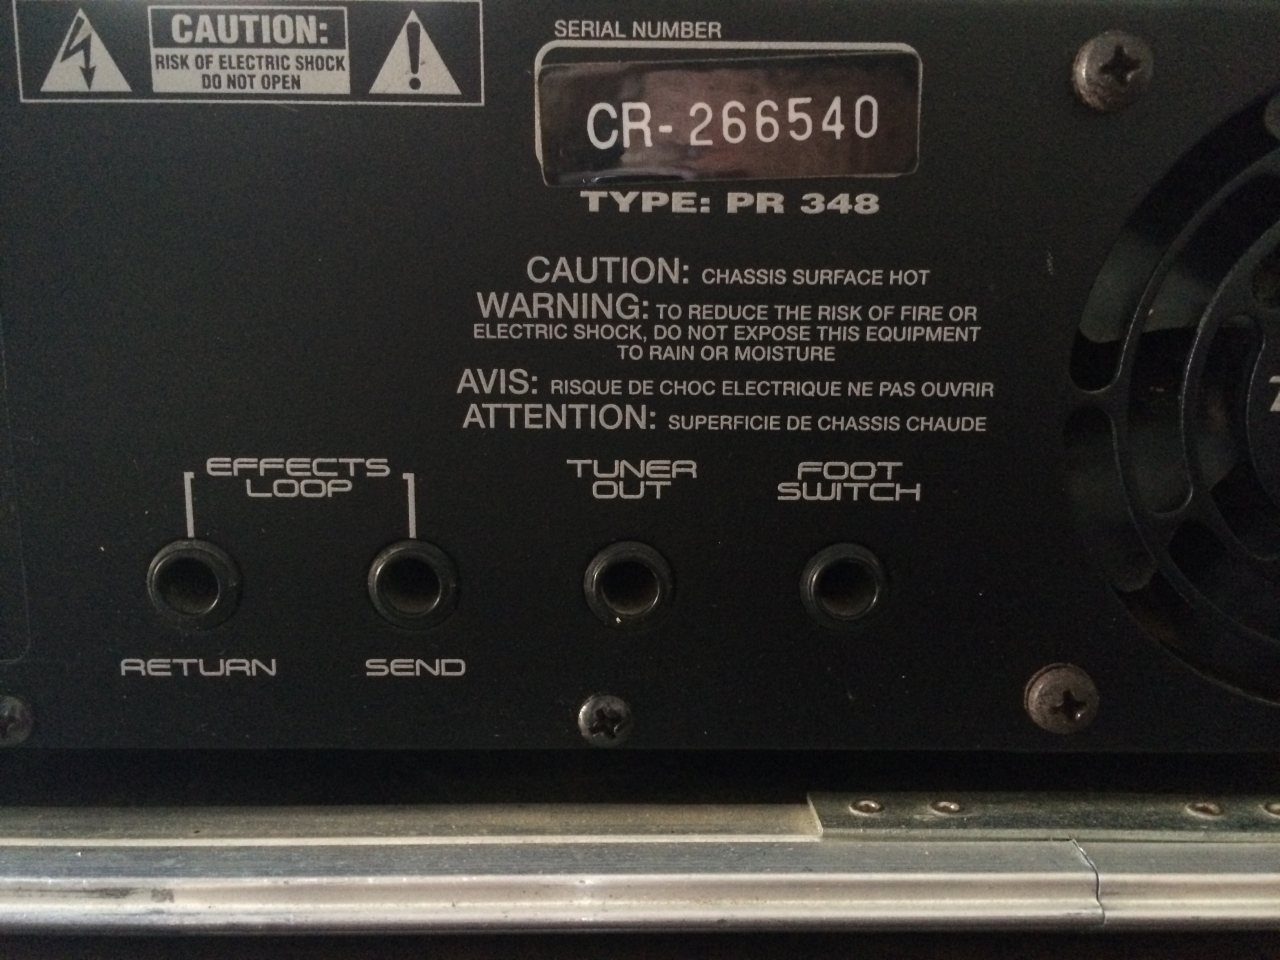 CAUTION:
RISK OF ELECTRIC SHOCK
DO NOT OPEN
SERIAL NUMBER
CR-266540
TYPE: PR 348
CAUTION: CHASSIS SURFACE HOT
WARNING: TO REDUCE THE RISK OF FIRE OR
ELECTRIC SHOCK, DO NOT EXPOSE THIS EQUIPMENT
TO RAIN OR MOISTURE
AVIS: RISQUE DE CHOC ELECTRIQUE NE PAS OUVRIR
ATTENTION: SUPERFICIE DE CHASSIS CHAUDE
EFFECTS
LOOP
TUNER
OUT
FOOT
SWITCH
RETURN
SEND